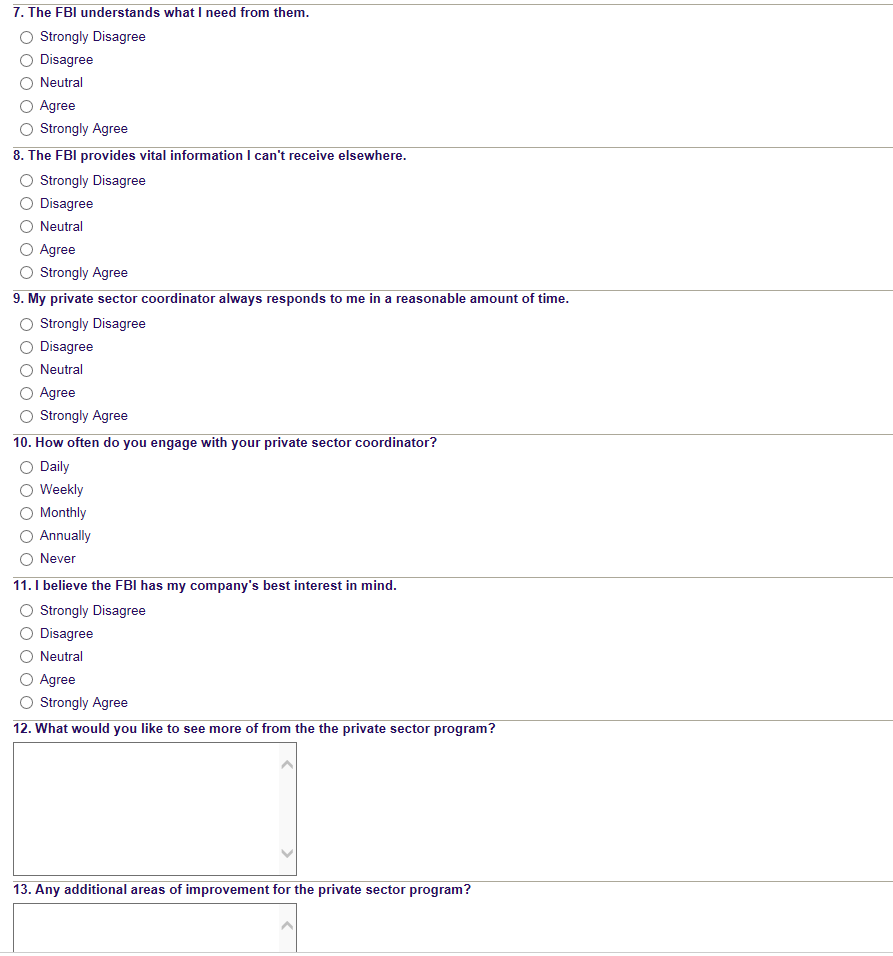 7. The FBI understands what I need from them.
Strongly Disagree
Disagree
Neutral
Agree
Strongly Agree
8. The FBI provides vital information I can't receive elsewhere.
Strongly Disagree
Disagree
Neutral
Agree
Strongly Agree
9. My private sector coordinator always responds to me in a reasonable amount of time.
Strongly Disagree
Disagree
Neutral
Agree
Strongly Agree
10. How often do you engage with your private sector coordinator?
Daily
Weekly
Monthly
Annually
Never
11. I believe the FBI has my company's best interest in mind.
Strongly Disagree
Disagree
Neutral
Agree
Strongly Agree
12. What would you like to see more of from the the private sector program?
13. Any additional areas of improvement for the private sector program?